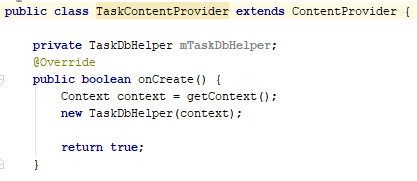 public class TaskContentProvider extends ContentProvider {
private TaskDbHelper mTaskDbHelper;
@Override
public boolean onCreate() {
Context context = getContext();
new TaskDbHelper(context);
return true;
}